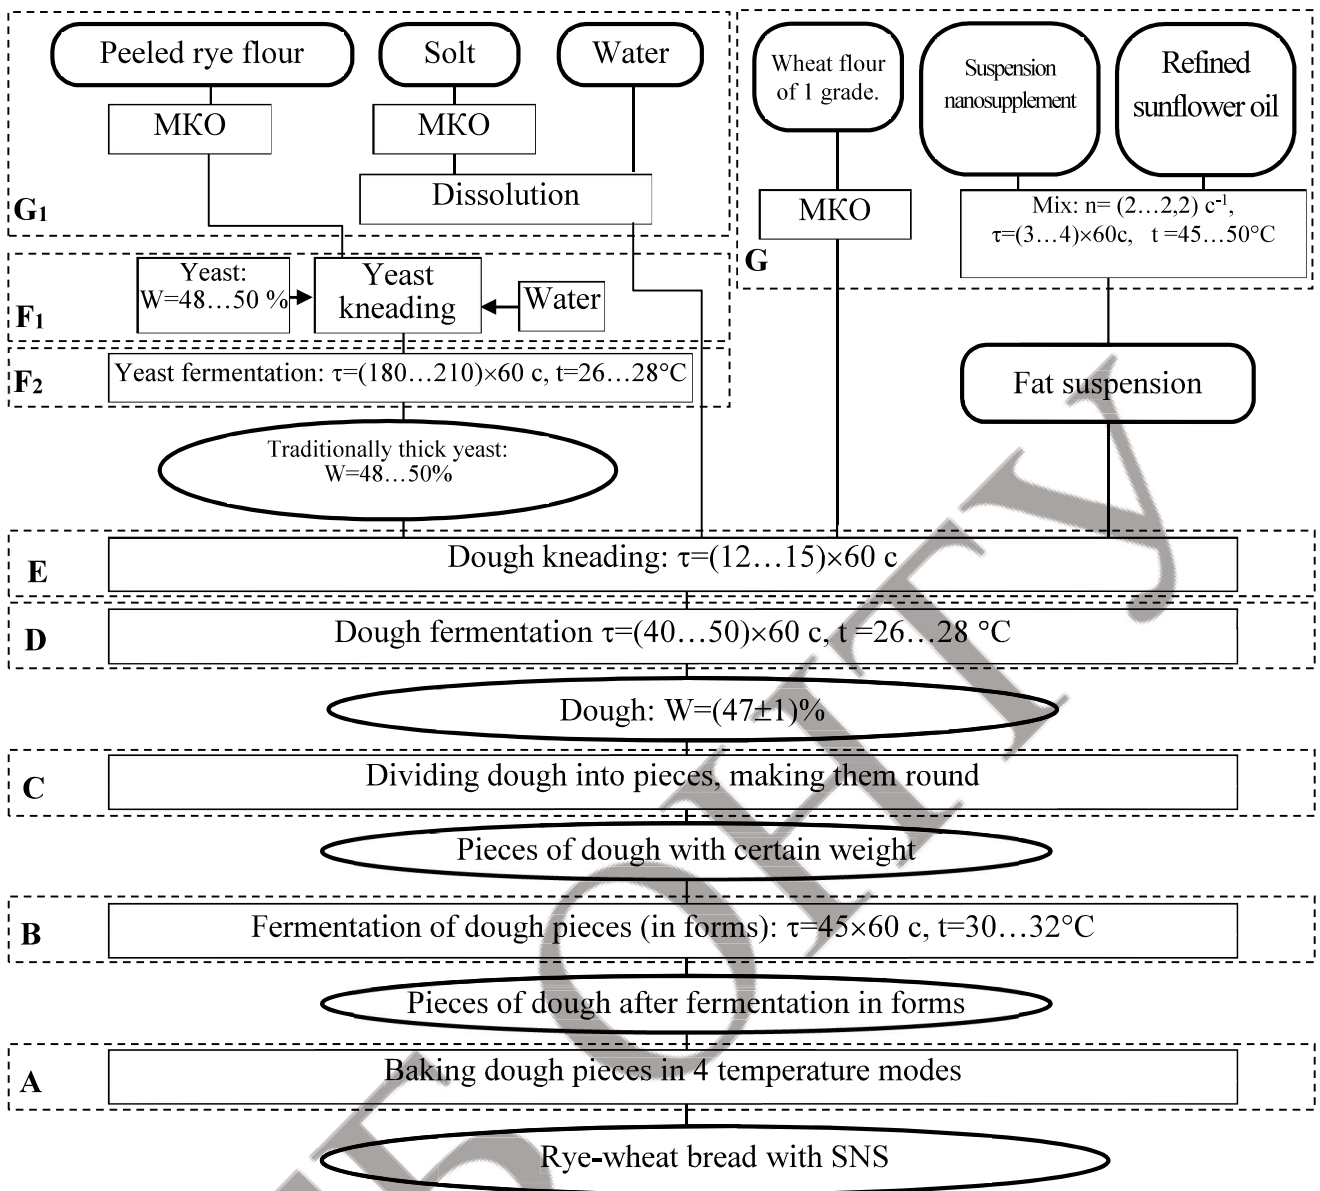 Peeled rye flour
Solt
Water
МКО
МКО
Dissolution
G1
Wheat flour
of 1 grade.
Suspension
nanosupplement
Refined
sunflower oil
МКО
Mix: n= (2…2,2) c-1,
τ=(3…4)×60c, t =45…50°C
G
Yeast:
W=48…50 %
Yeast
kneading
Water
F1
F2
Yeast fermentation: τ=(180…210)×60 c, t=26…28°C
Fat suspension
Traditionally thick yeast:
W=48…50%
E
Dough kneading: τ=(12…15)×60 c
D
Dough fermentation τ=(40…50)×60 c, t =26…28 °C
Dough: W=(47±1)%
C
Dividing dough into pieces, making them round
Pieces of dough with certain weight
B
Fermentation of dough pieces (in forms): τ=45×60 c, t=30…32°C
Pieces of dough after fermentation in forms
A
Baking dough pieces in 4 temperature modes
Rye-wheat bread with SNS
ОНТУ